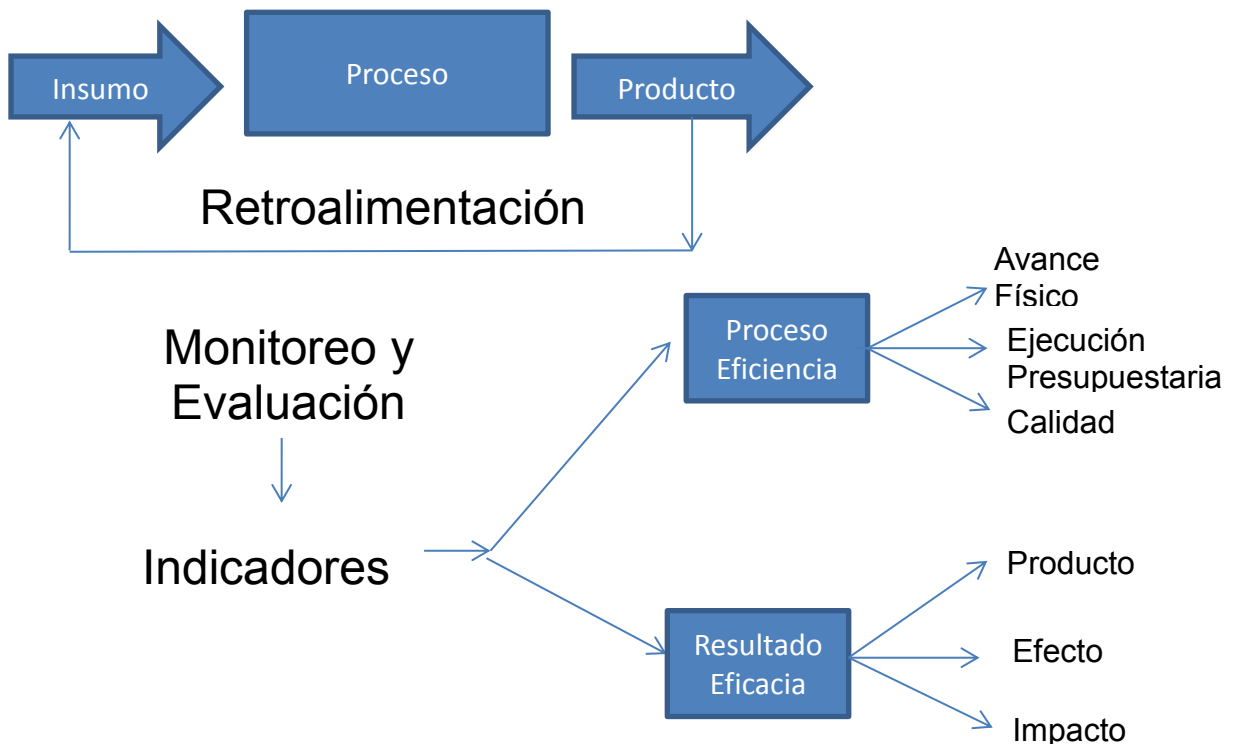 Insumo
Proceso
Producto
Retroalimentación
Monitoreo y
Evaluación
Indicadores
Proceso
Eficiencia
Avance
Físico
Ejecución
Presupuestaria
Calidad
Resultado
Eficacia
Producto
Efecto
Impacto